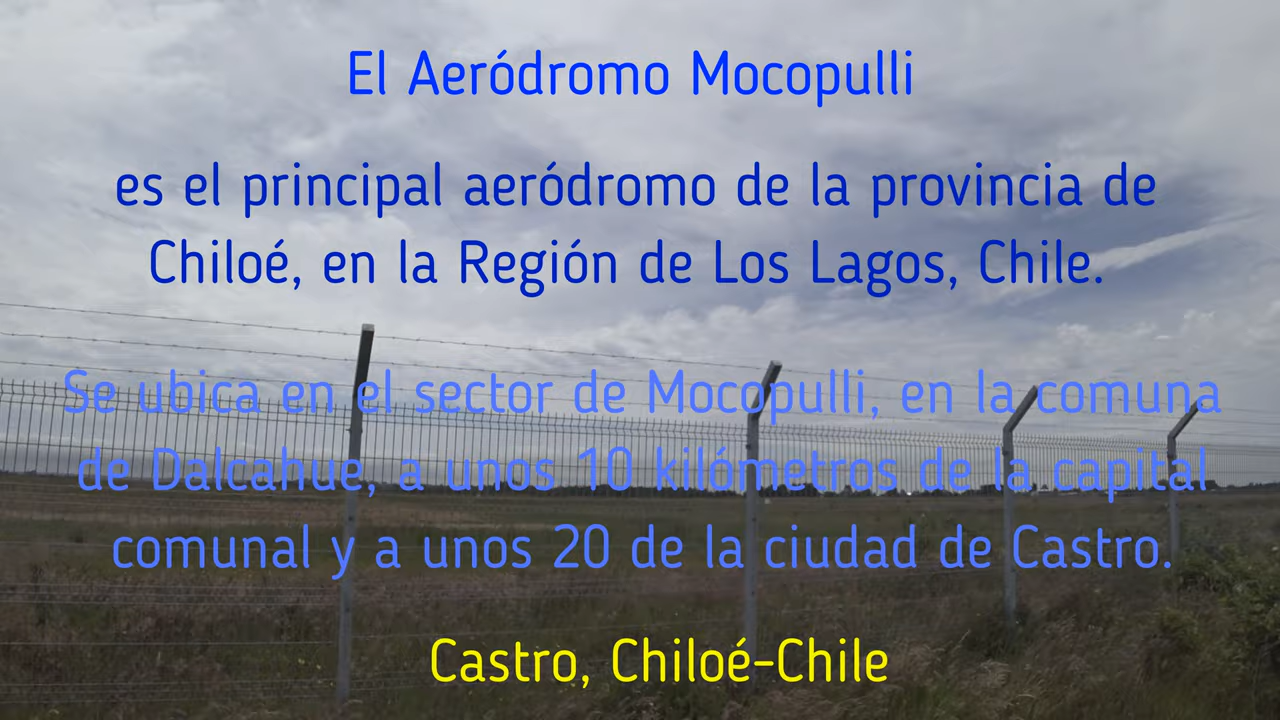 El Aeródromo Mocopulli
es el principal aeródromo de la provincia de
Chiloé, en la Región de Los Lagos, Chile.
Se ubica en el sector de Mocopulli, en la comuna
de Dalcahue, a unos 10 kilómetros de la capital
comunal y a unos 20 de la ciudad de Castro.
Castro, Chiloé-Chile